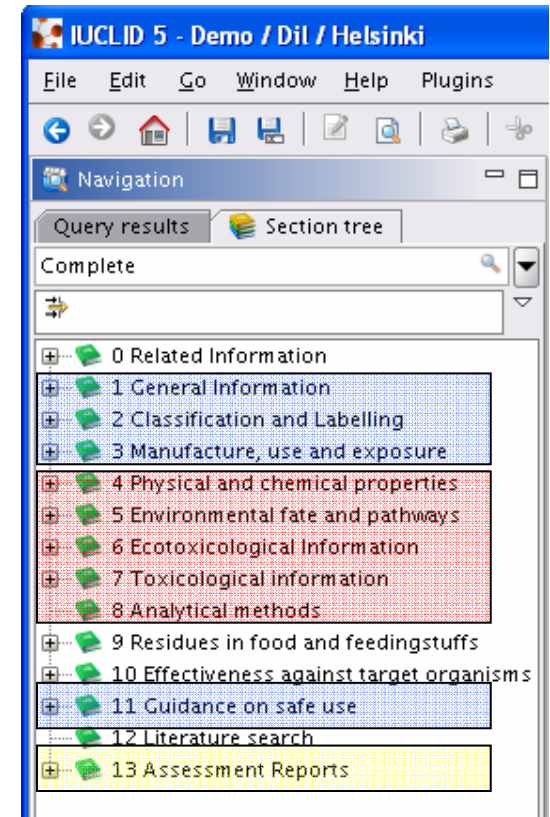 IUCLID 5 - Demo / Dil / Helsinki
File Edit Go Window Help Plugins
Navigation
Query results Section tree
Complete
0 Related Information
1 General Information
2 Classification and Labelling
3 Manufacture, use and exposure
4 Physical and chemical properties
5 Environmental fate and pathways
6 Ecotoxicological Information
7 Toxicological information
8 Analytical methods
9 Residues in food and feedingstuffs
10 Effectiveness against target organisms
11 Guidance on safe use
12 Literature search
13 Assessment Reports